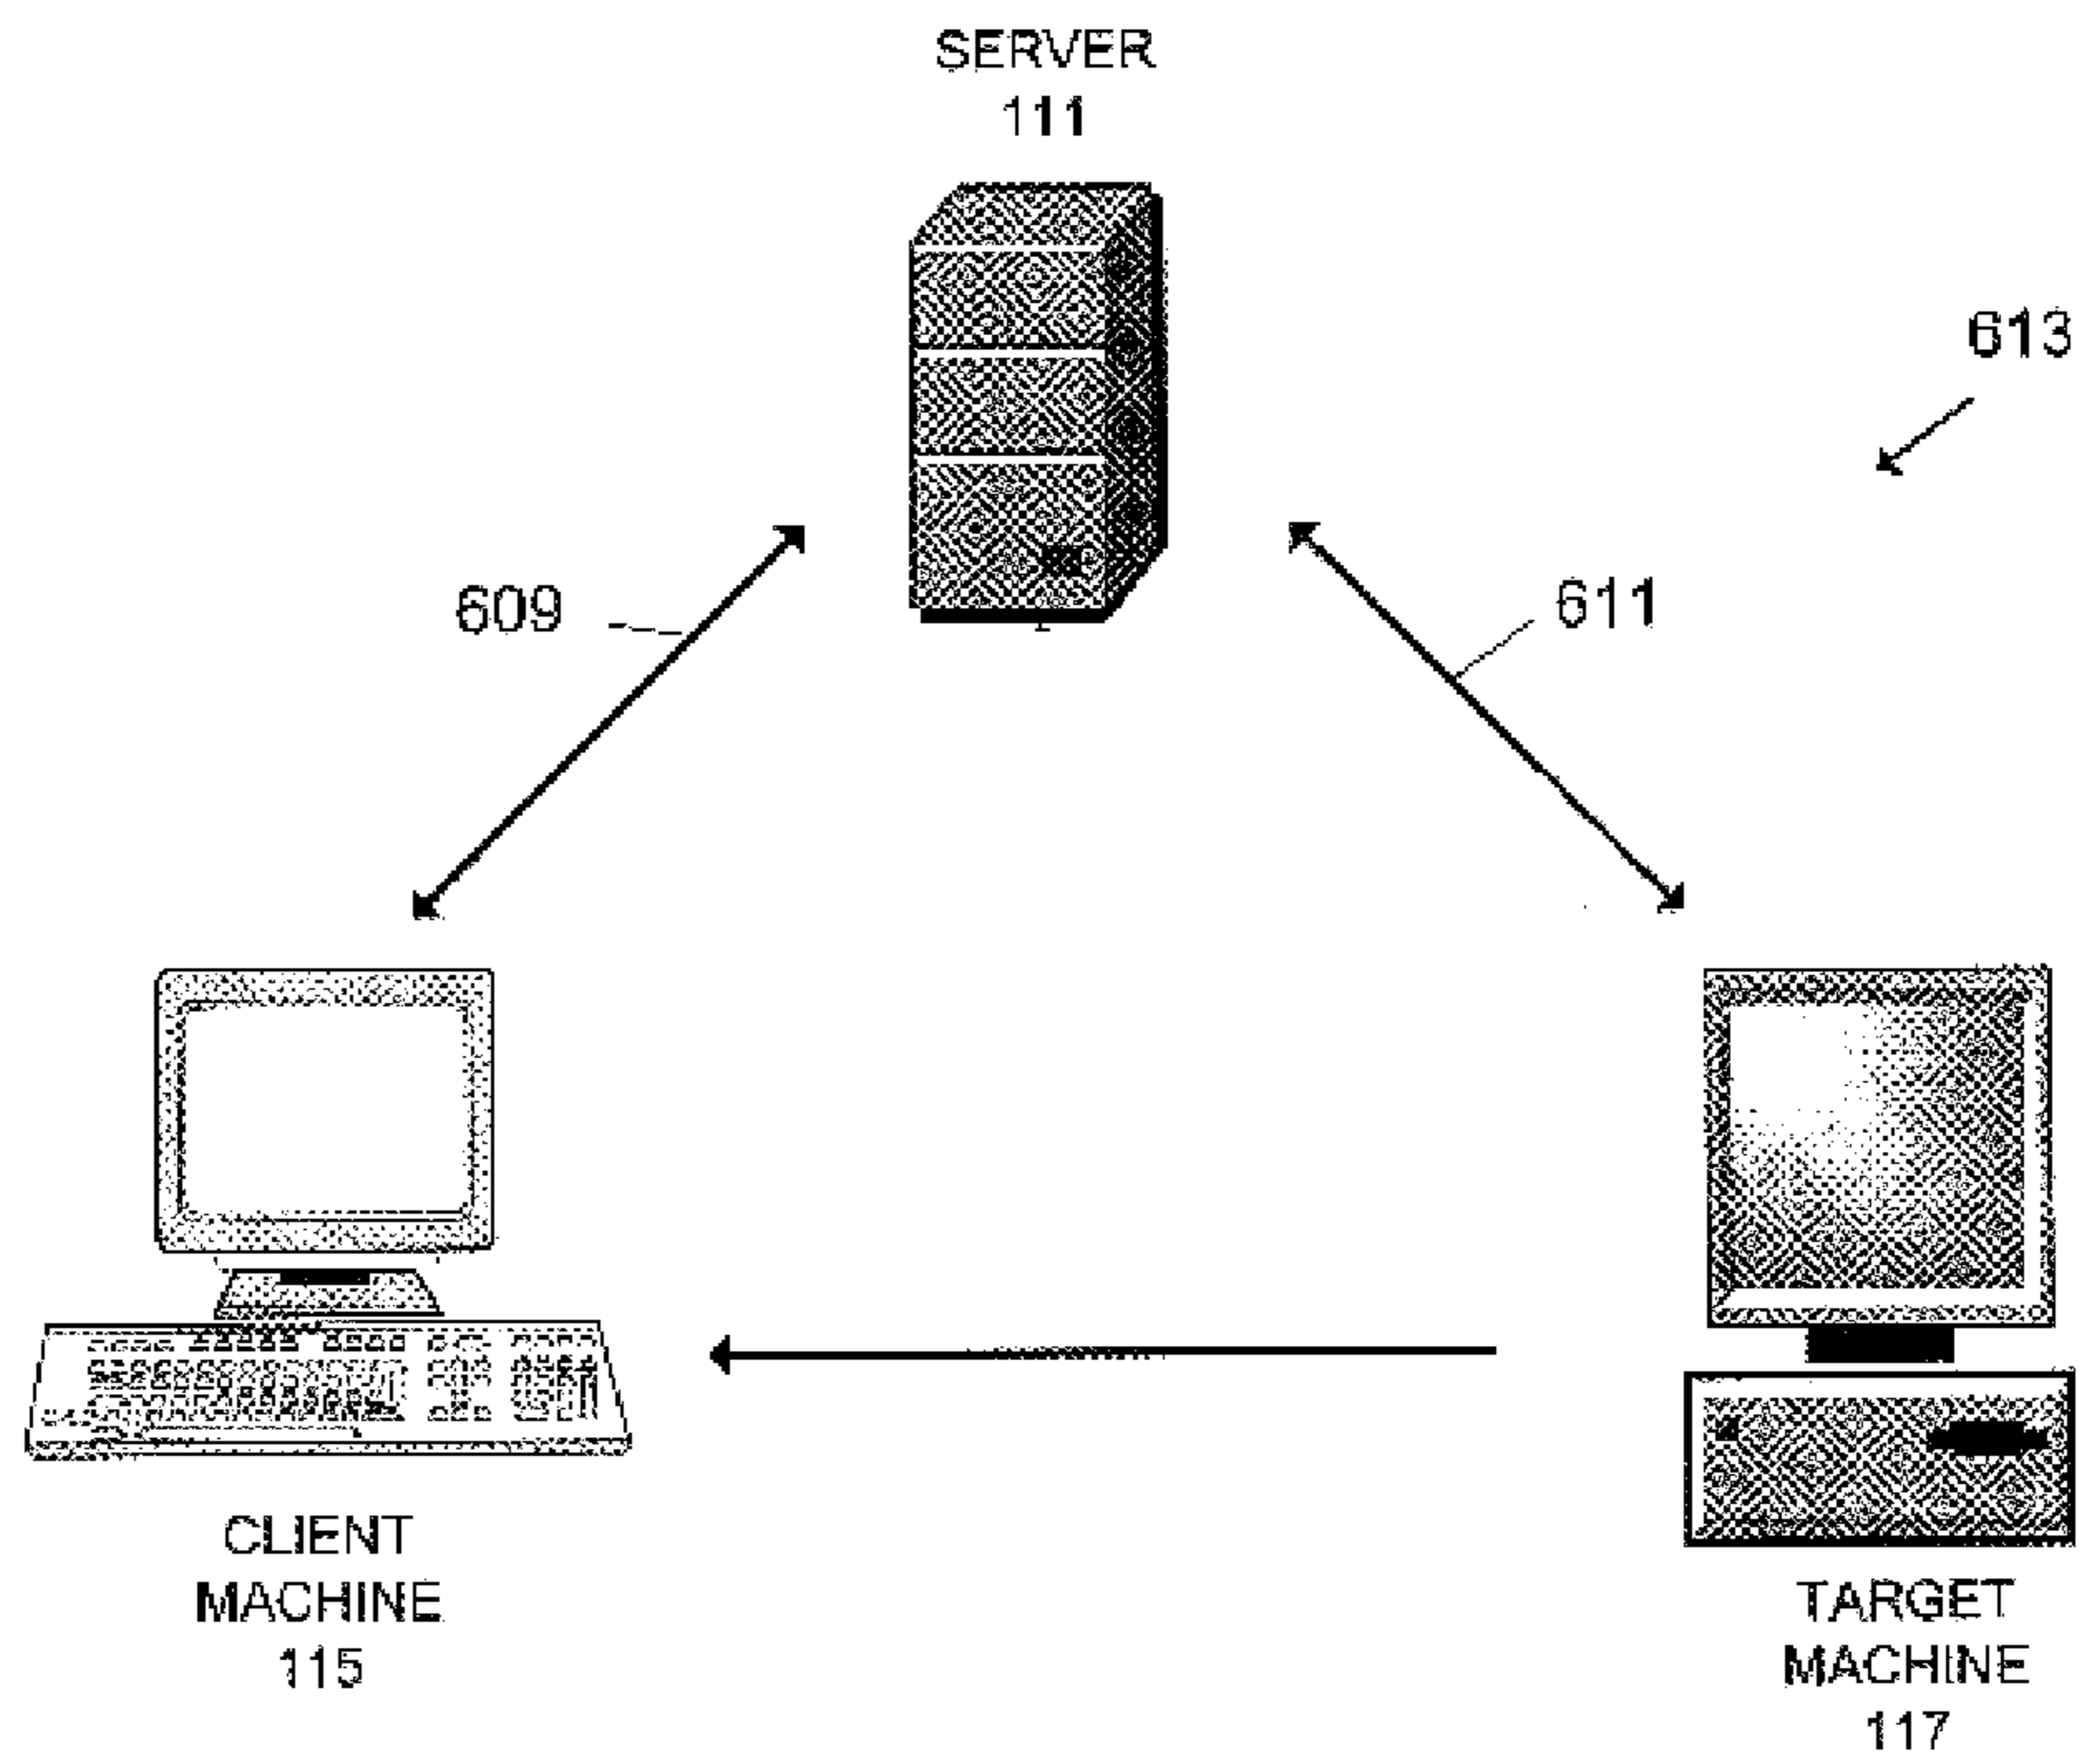 SERVER
111
613
609
611
CLIENT
MACHINE
115
TARGET
MACHINE
117